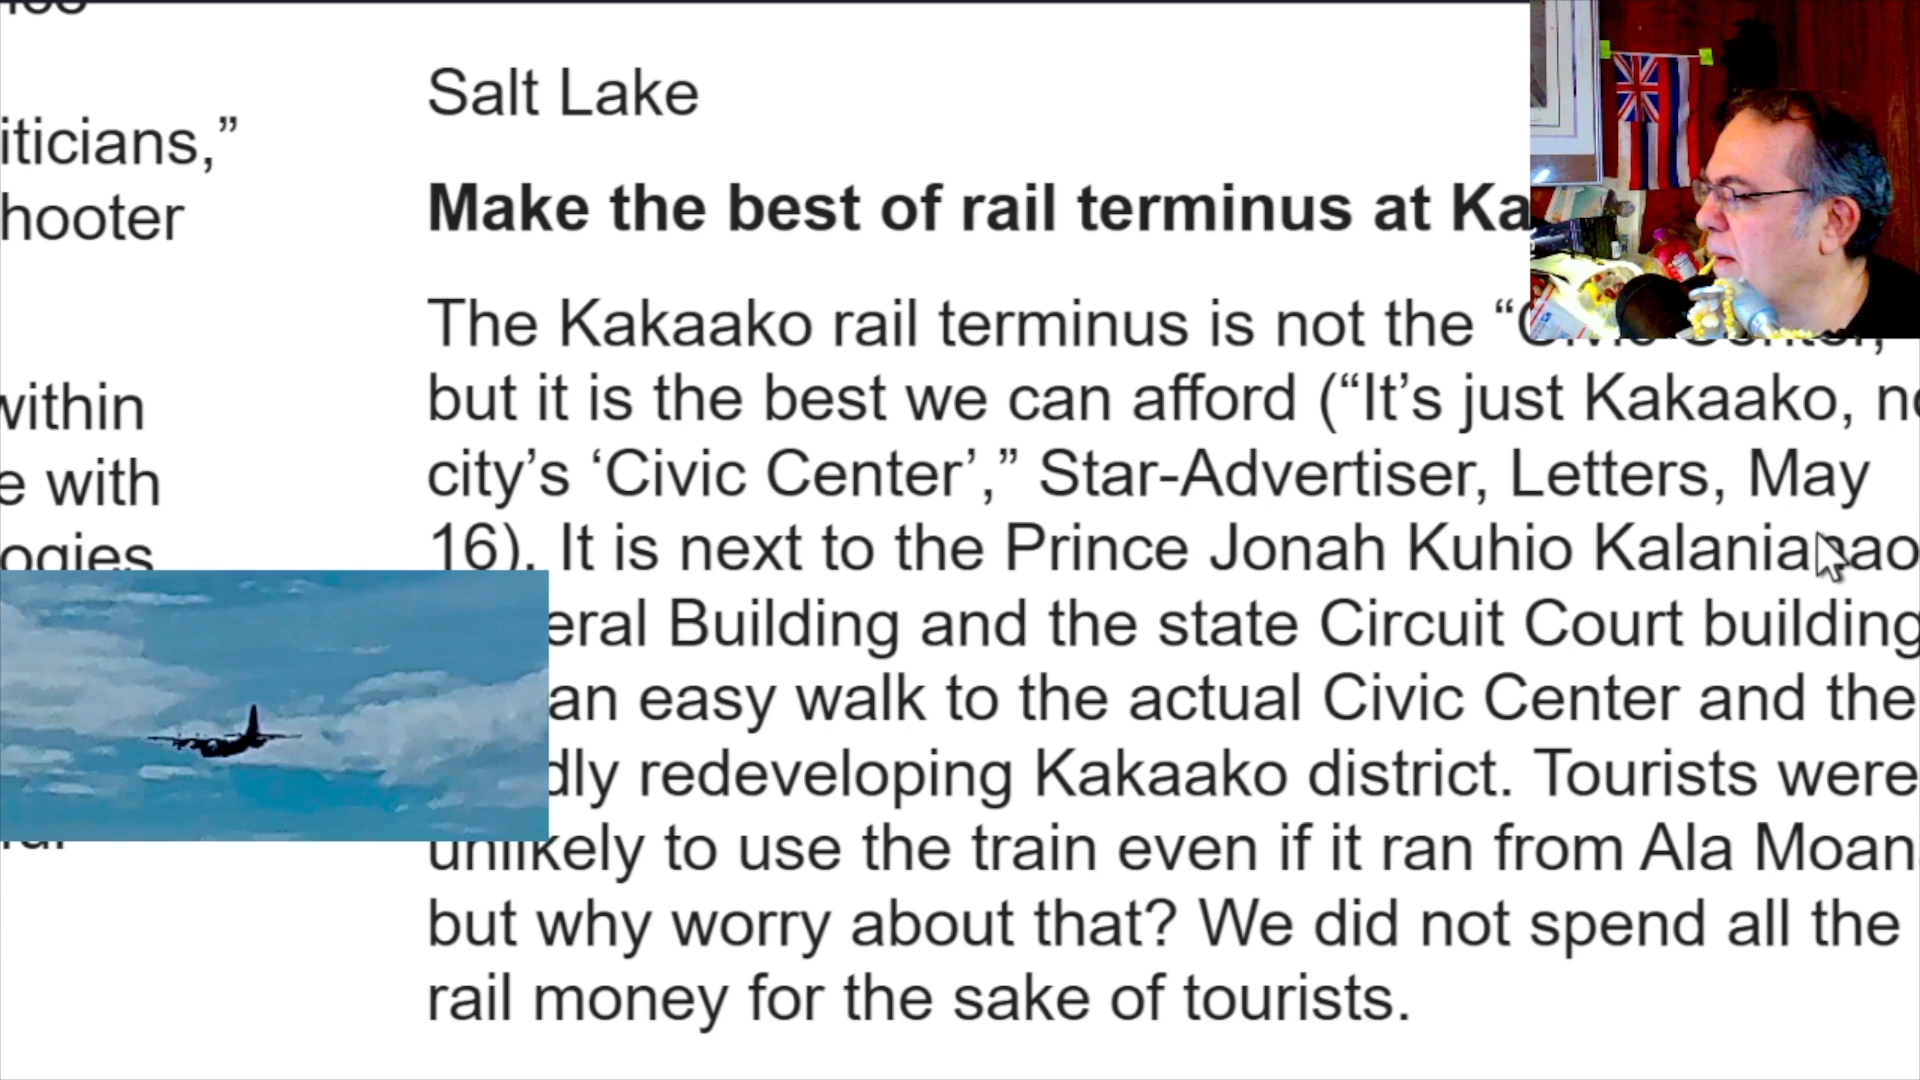 iticians,”
hooter
within
e with
ogies
Salt Lake
Make the best of rail terminus at Ka
The Kakaako rail terminus is not the “Civic Center,”
but it is the best we can afford (“It’s just Kakaako, no
city’s ‘Civic Center’,” Star-Advertiser, Letters, May
16). It is next to the Prince Jonah Kuhio Kalanianao
eral Building and the state Circuit Court building
an easy walk to the actual Civic Center and the
dly redeveloping Kakaako district. Tourists were
unlikely to use the train even if it ran from Ala Moan
but why worry about that? We did not spend all the
rail money for the sake of tourists.